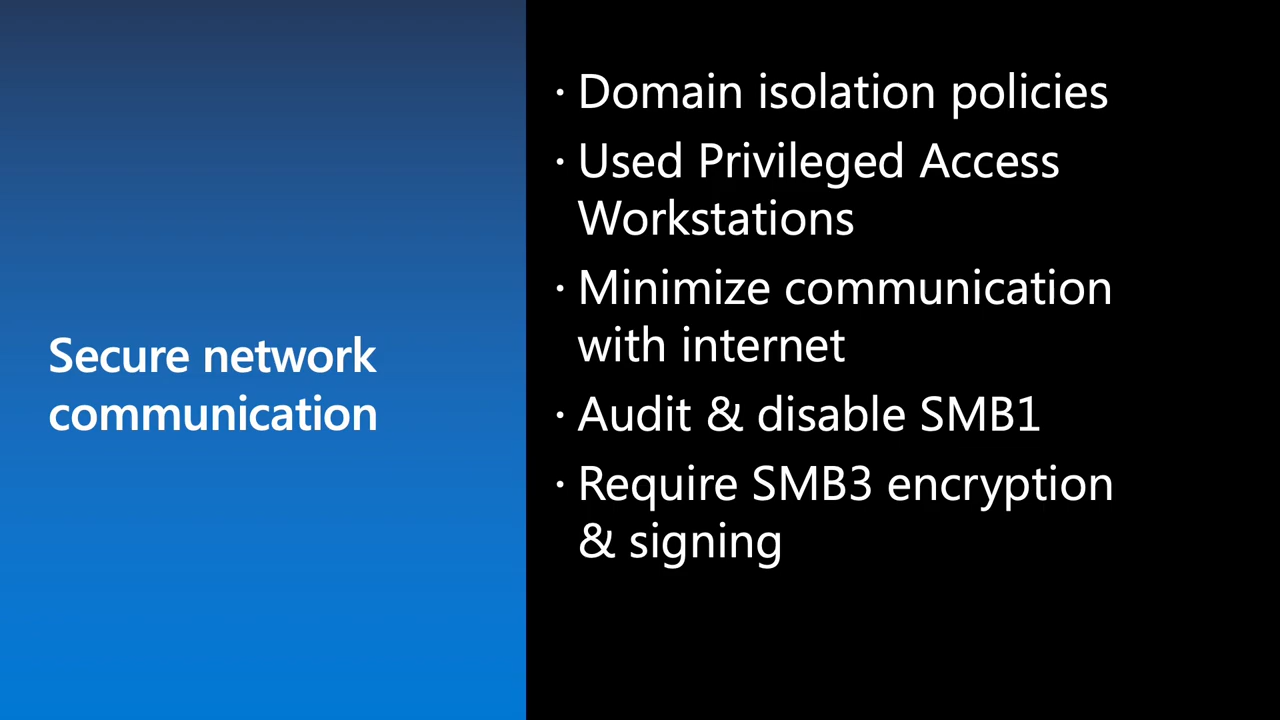 Secure network
communication
· Domain isolation policies
· Used Privileged Access
Workstations
· Minimize communication
with internet
· Audit & disable SMB1
· Require SMB3 encryption
& signing